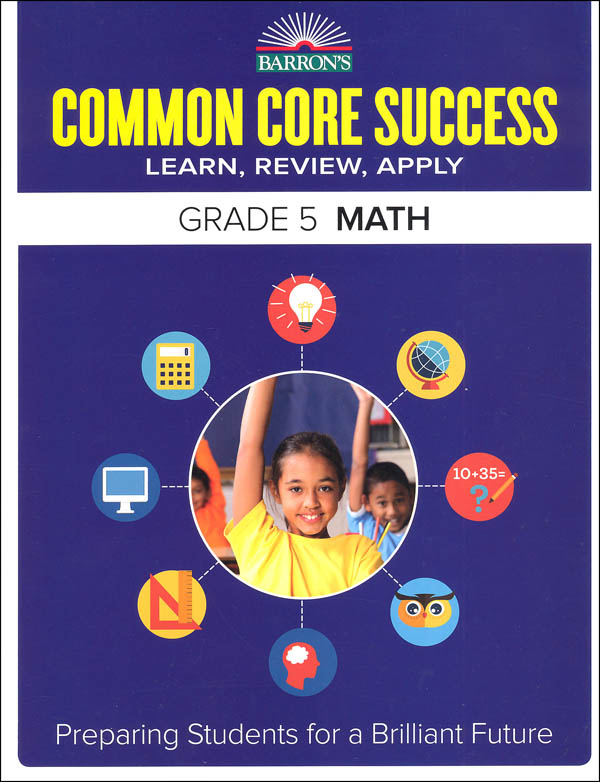 BARRON'S
COMMON CORE SUCCESS
LEARN, REVIEW, APPLY
GRADE 5 MATH
10+35=
?
Preparing Students for a Brilliant Future